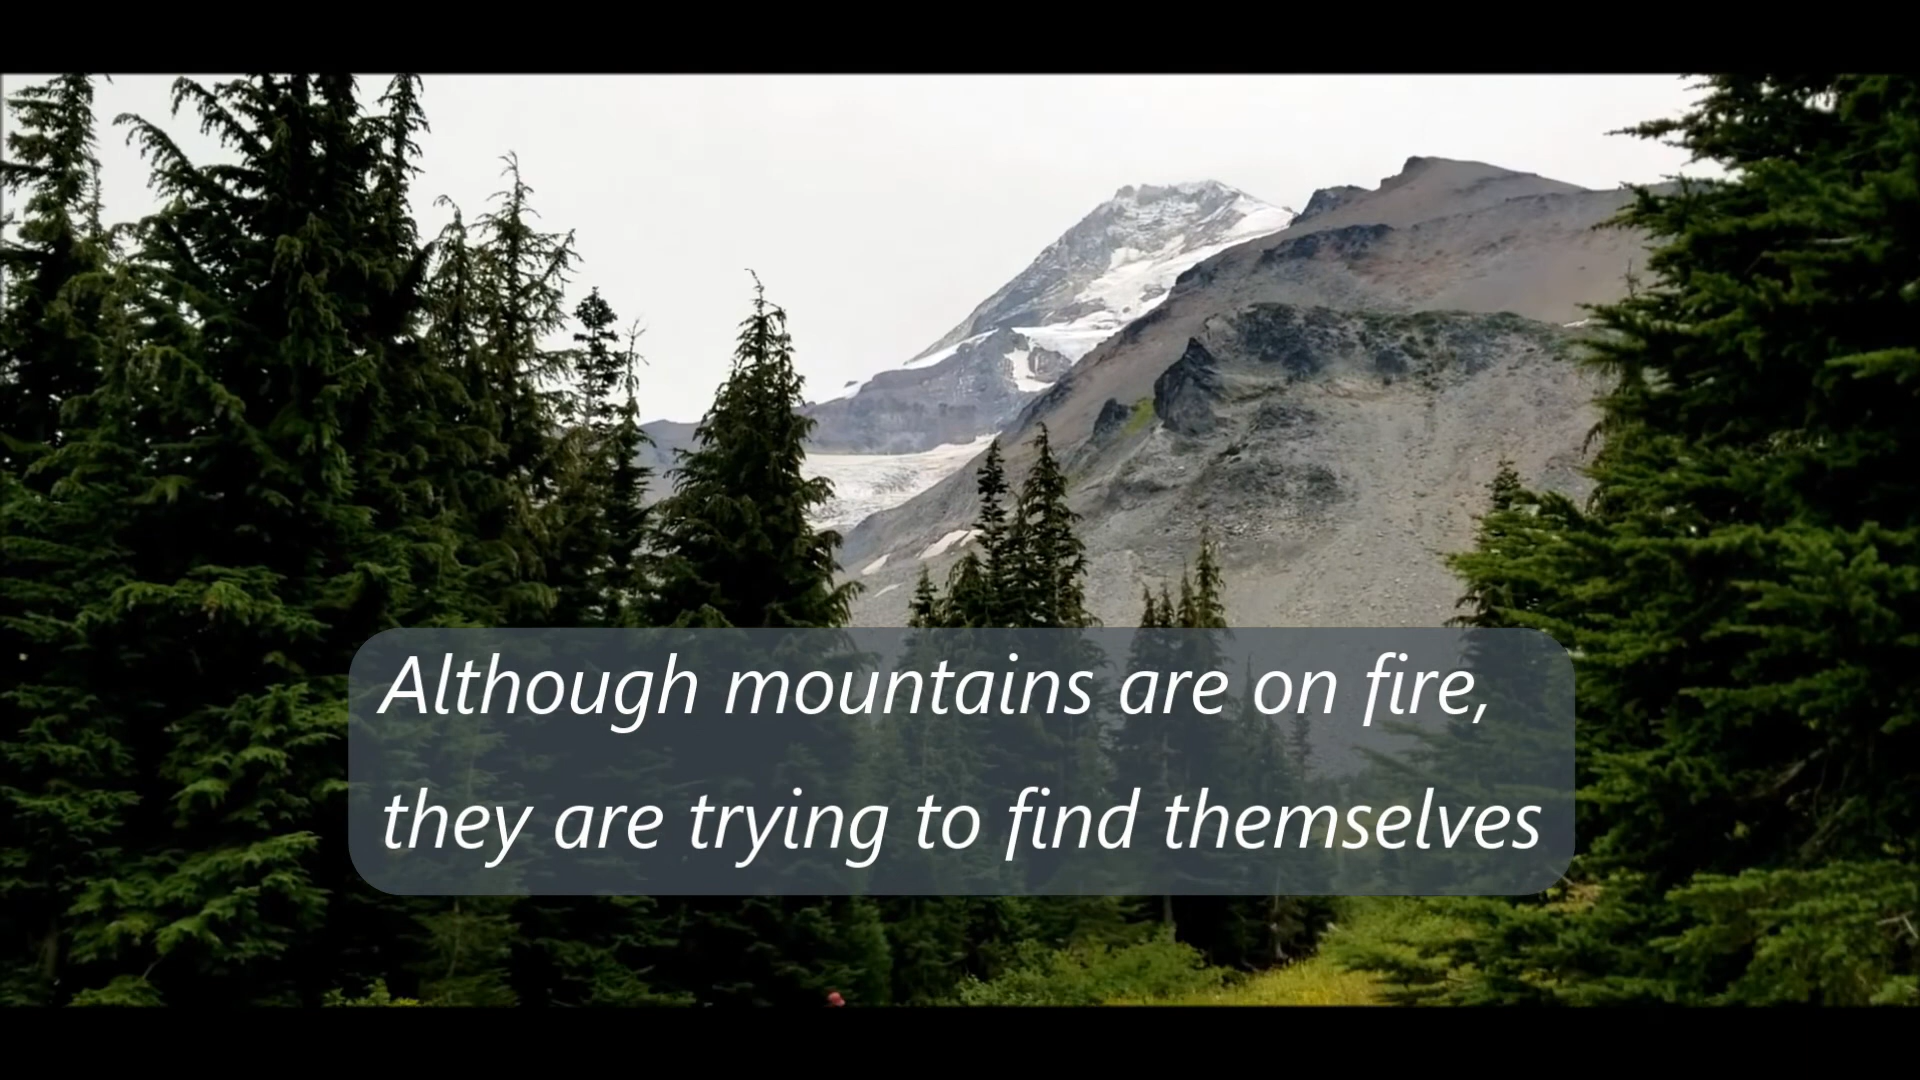 Although mountains are on fire,
they are trying to find themselves